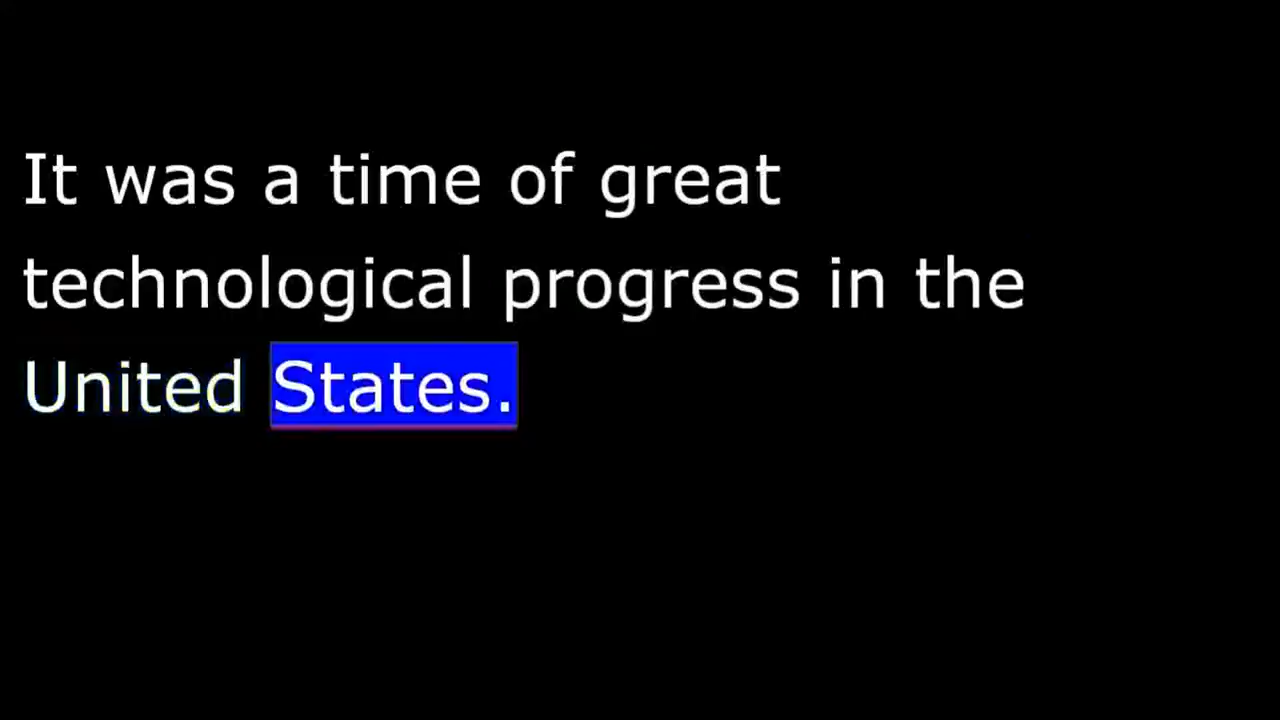 It was a time of great
technological progress in the
United States.